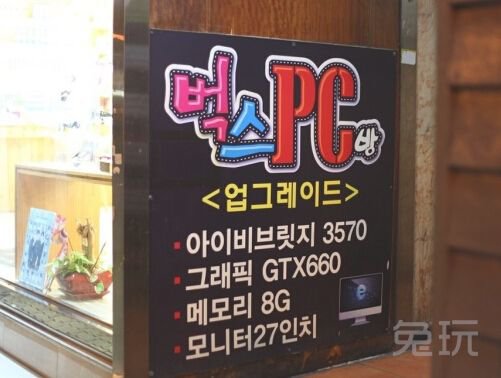 벅스PC방
<업그레이드>
아이비브릿지 3570
그래픽 GTX660
메모리 8G
모니터27인치
e
兔玩